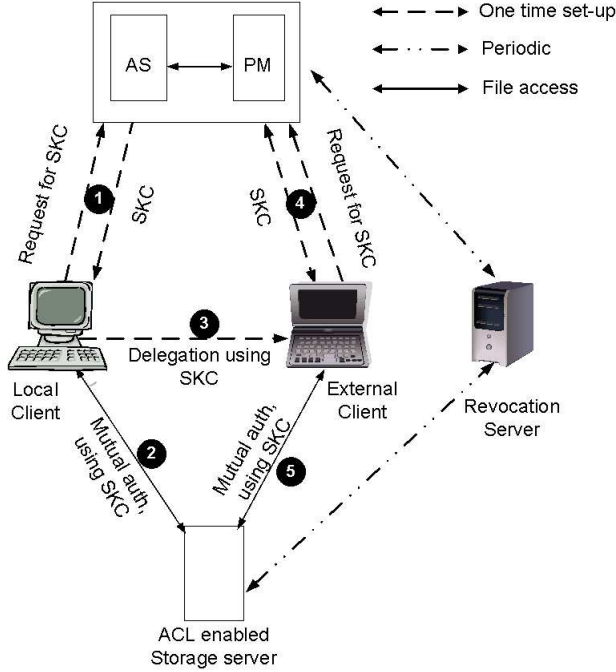 One time set-up
Periodic
File access
AS
PM
Request for SKC
1
SKC
SKC
4
Request for SKC
3
Delegation using
SKC
Local
Client
External
Client
Revocation
Server
Mutual auth,
using SKC
2
Mutual auth,
using SKC
5
ACL enabled
Storage server